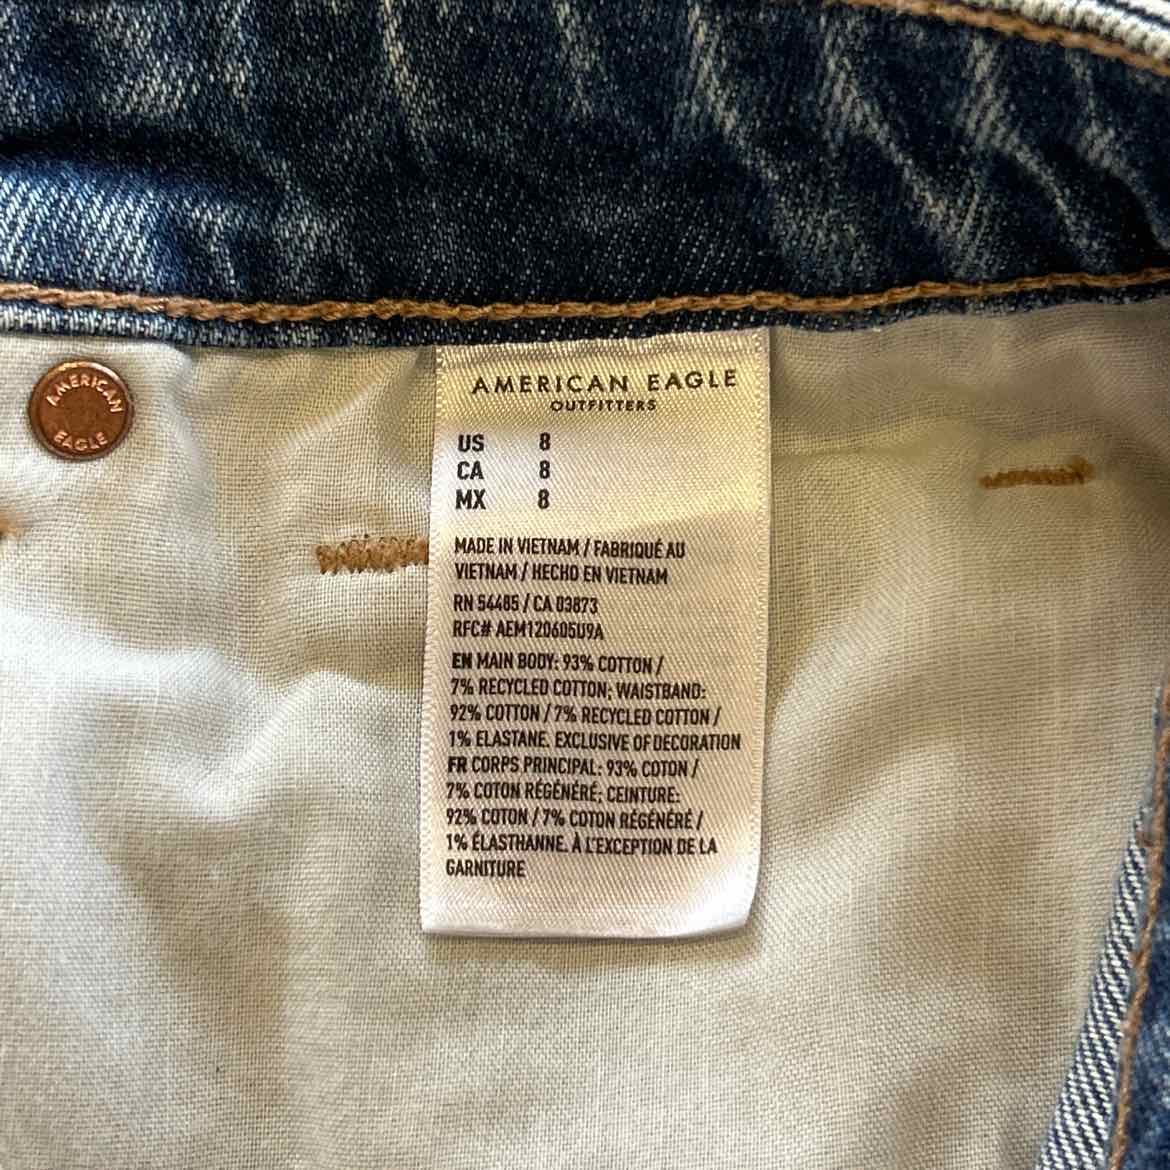 AMERICAN
EAGLE
AMERICAN EAGLE
OUTFITTERS
US 8
CA 8
MX 8
MADE IN VIETNAM / FABRIQUÉ AU
VIETNAM / HECHO EN VIETNAM
RN 54485 / CA 03873
RFC# AEM120605U9A
EN MAIN BODY: 93% COTTON /
7% RECYCLED COTTON; WAISTBAND:
92% COTTON / 7% RECYCLED COTTON /
1% ELASTANE. EXCLUSIVE OF DECORATION
FR CORPS PRINCIPAL: 93% COTON /
7% COTON RÉGÉNÉRÉ; CEINTURE:
92% COTON / 7% COTON RÉGÉNÉRÉ /
1% ÉLASTHANNE. À L'EXCEPTION DE LA
GARNITURE